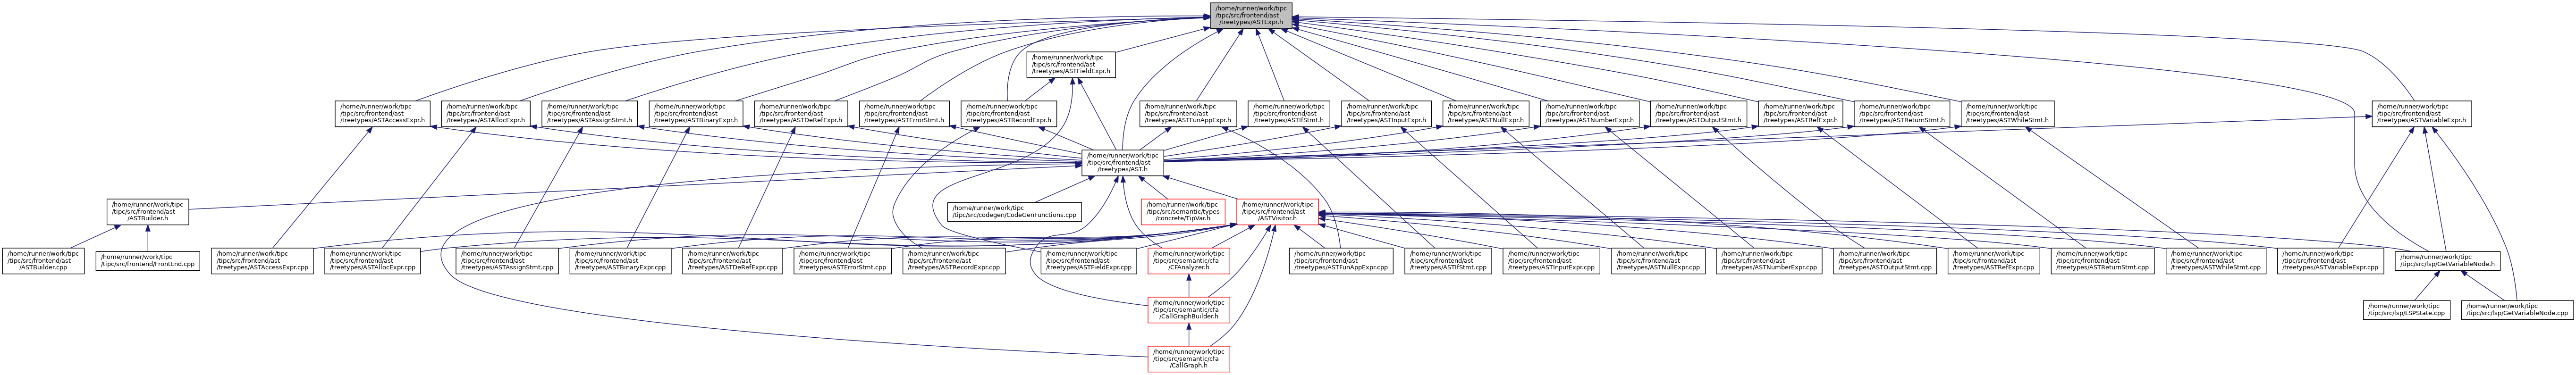 /home/runner/work/tipc
/tipc/src/frontend/ast
/treetypes/ASTExpr.h
/home/runner/work/tipc
/tipc/src/frontend/ast
/treetypes/ASTFieldExpr.h
/home/runner/work/tipc
/tipc/src/frontend/ast
/treetypes/ASTAccessExpr.h
/home/runner/work/tipc
/tipc/src/frontend/ast
/treetypes/ASTAllocExpr.h
/home/runner/work/tipc
/tipc/src/frontend/ast
/treetypes/ASTAssignStmt.h
/home/runner/work/tipc
/tipc/src/frontend/ast
/treetypes/ASTBinaryExpr.h
/home/runner/work/tipc
/tipc/src/frontend/ast
/treetypes/ASTDeRefExpr.h
/home/runner/work/tipc
/tipc/src/frontend/ast
/treetypes/ASTErrorStmt.h
/home/runner/work/tipc
/tipc/src/frontend/ast
/treetypes/ASTRecordExpr.h
/home/runner/work/tipc
/tipc/src/frontend/ast
/treetypes/ASTFunAppExpr.h
/home/runner/work/tipc
/tipc/src/frontend/ast
/treetypes/ASTIfStmt.h
/home/runner/work/tipc
/tipc/src/frontend/ast
/treetypes/ASTInputExpr.h
/home/runner/work/tipc
/tipc/src/frontend/ast
/treetypes/ASTNullExpr.h
/home/runner/work/tipc
/tipc/src/frontend/ast
/treetypes/ASTNumberExpr.h
/home/runner/work/tipc
/tipc/src/frontend/ast
/treetypes/ASTOutputStmt.h
/home/runner/work/tipc
/tipc/src/frontend/ast
/treetypes/ASTRefExpr.h
/home/runner/work/tipc
/tipc/src/frontend/ast
/treetypes/ASTReturnStmt.h
/home/runner/work/tipc
/tipc/src/frontend/ast
/treetypes/ASTWhileStmt.h
/home/runner/work/tipc
/tipc/src/frontend/ast
/treetypes/ASTVariableExpr.h
/home/runner/work/tipc
/tipc/src/frontend/ast
/treetypes/AST.h
/home/runner/work/tipc
/tipc/src/frontend/ast
/ASTBuilder.h
/home/runner/work/tipc
/tipc/src/codegen/CodeGenFunctions.cpp
/home/runner/work/tipc
/tipc/src/semantic/types
/concrete/TipVar.h
/home/runner/work/tipc
/tipc/src/frontend/ast
/ASTVisitor.h
/home/runner/work/tipc
/tipc/src/frontend/ast
/ASTBuilder.cpp
/home/runner/work/tipc
/tipc/src/frontend/FrontEnd.cpp
/home/runner/work/tipc
/tipc/src/frontend/ast
/treetypes/ASTAccessExpr.cpp
/home/runner/work/tipc
/tipc/src/frontend/ast
/treetypes/ASTAllocExpr.cpp
/home/runner/work/tipc
/tipc/src/frontend/ast
/treetypes/ASTAssignStmt.cpp
/home/runner/work/tipc
/tipc/src/frontend/ast
/treetypes/ASTBinaryExpr.cpp
/home/runner/work/tipc
/tipc/src/frontend/ast
/treetypes/ASTDeRefExpr.cpp
/home/runner/work/tipc
/tipc/src/frontend/ast
/treetypes/ASTErrorStmt.cpp
/home/runner/work/tipc
/tipc/src/frontend/ast
/treetypes/ASTRecordExpr.cpp
/home/runner/work/tipc
/tipc/src/frontend/ast
/treetypes/ASTFieldExpr.cpp
/home/runner/work/tipc
/tipc/src/semantic/cfa
/CFAnalyzer.h
/home/runner/work/tipc
/tipc/src/frontend/ast
/treetypes/ASTFunAppExpr.cpp
/home/runner/work/tipc
/tipc/src/frontend/ast
/treetypes/ASTIfStmt.cpp
/home/runner/work/tipc
/tipc/src/frontend/ast
/treetypes/ASTInputExpr.cpp
/home/runner/work/tipc
/tipc/src/frontend/ast
/treetypes/ASTNullExpr.cpp
/home/runner/work/tipc
/tipc/src/frontend/ast
/treetypes/ASTNumberExpr.cpp
/home/runner/work/tipc
/tipc/src/frontend/ast
/treetypes/ASTOutputStmt.cpp
/home/runner/work/tipc
/tipc/src/frontend/ast
/treetypes/ASTRefExpr.cpp
/home/runner/work/tipc
/tipc/src/frontend/ast
/treetypes/ASTReturnStmt.cpp
/home/runner/work/tipc
/tipc/src/frontend/ast
/treetypes/ASTWhileStmt.cpp
/home/runner/work/tipc
/tipc/src/frontend/ast
/treetypes/ASTVariableExpr.cpp
/home/runner/work/tipc
/tipc/src/lsp/GetVariableNode.h
/home/runner/work/tipc
/tipc/src/semantic/cfa
/CallGraphBuilder.h
/home/runner/work/tipc
/tipc/src/lsp/LSPState.cpp
/home/runner/work/tipc
/tipc/src/lsp/GetVariableNode.cpp
/home/runner/work/tipc
/tipc/src/semantic/cfa
/CallGraph.h